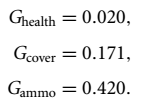 G_health = 0.020,
G_cover = 0.171,
G_ammo = 0.420.